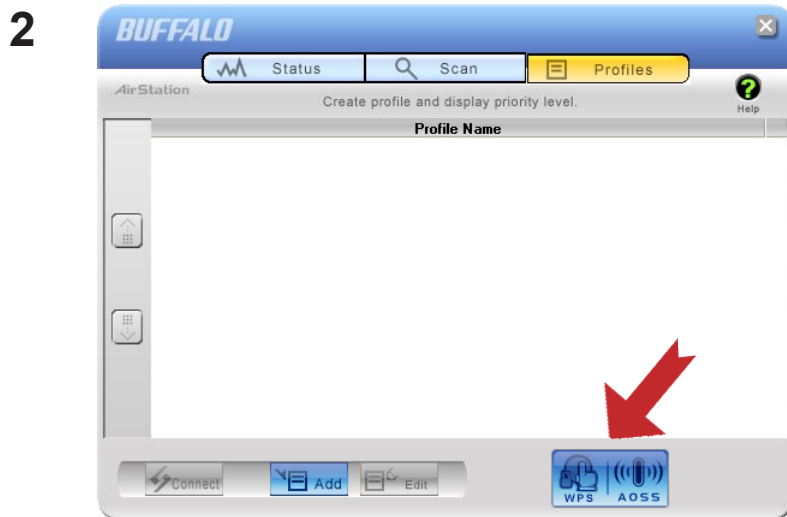 2
BUFFALO
Status Scan Profiles
AirStation
Create profile and display priority level.
Help
Profile Name
Connect Add Edit
WPS AOSS